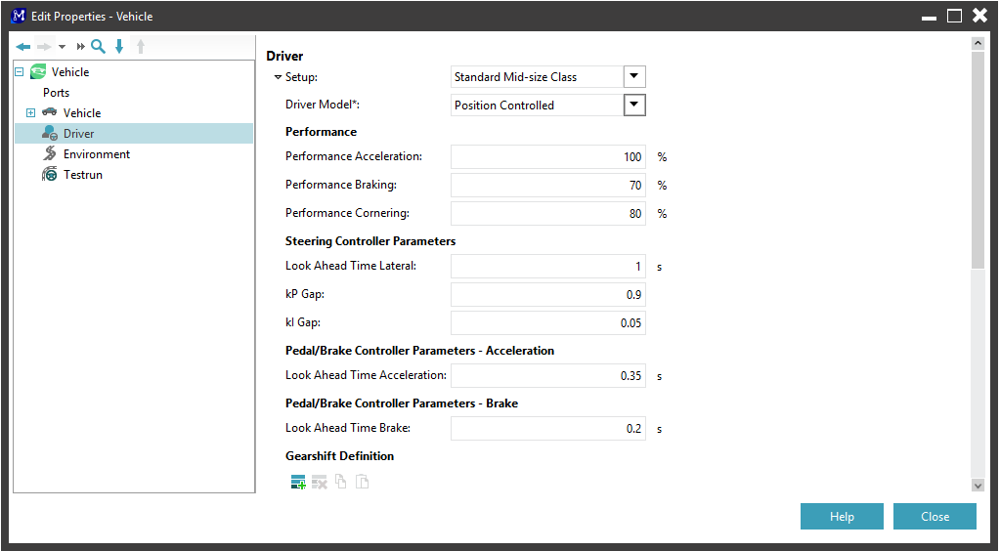 Edit Properties - Vehicle
Vehicle
Ports
Vehicle
Driver
Environment
Testrun
Driver
Setup: Standard Mid-size Class
Driver Model*: Position Controlled
Performance
Performance Acceleration: 100 %
Performance Braking: 70 %
Performance Cornering: 80 %
Steering Controller Parameters
Look Ahead Time Lateral: 1 s
kP Gap: 0.9
kI Gap: 0.05
Pedal/Brake Controller Parameters - Acceleration
Look Ahead Time Acceleration: 0.35 s
Pedal/Brake Controller Parameters - Brake
Look Ahead Time Brake: 0.2 s
Gearshift Definition
Help Close